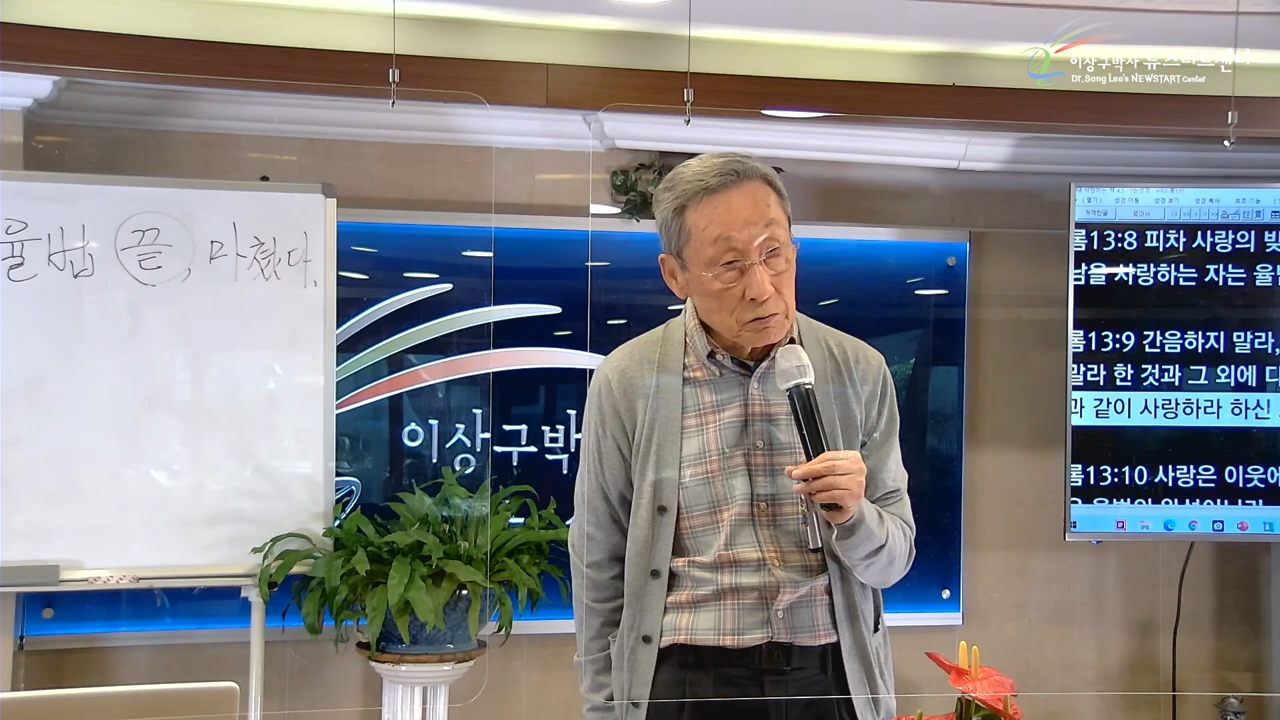 이상구박사 뉴스타트센터
Dr. Sang Lee's NEWSTART Center
율법 끝, 마쳤다.
이상구박
롬13:8 피차 사랑의 빚
남을 사랑하는 자는 율법
롬13:9 간음하지 말라,
말라 한 것과 그 외에 다
과 같이 사랑하라 하신
롬13:10 사랑은 이웃에